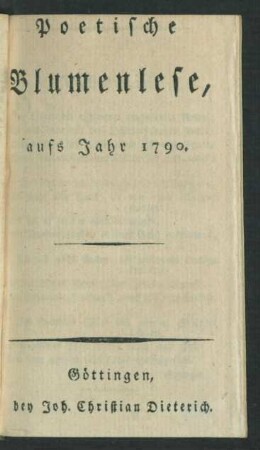 Poetische
Blumenlese,
aufs Jahr 1790.
Göttingen,
bey Joh. Christian Dieterich.